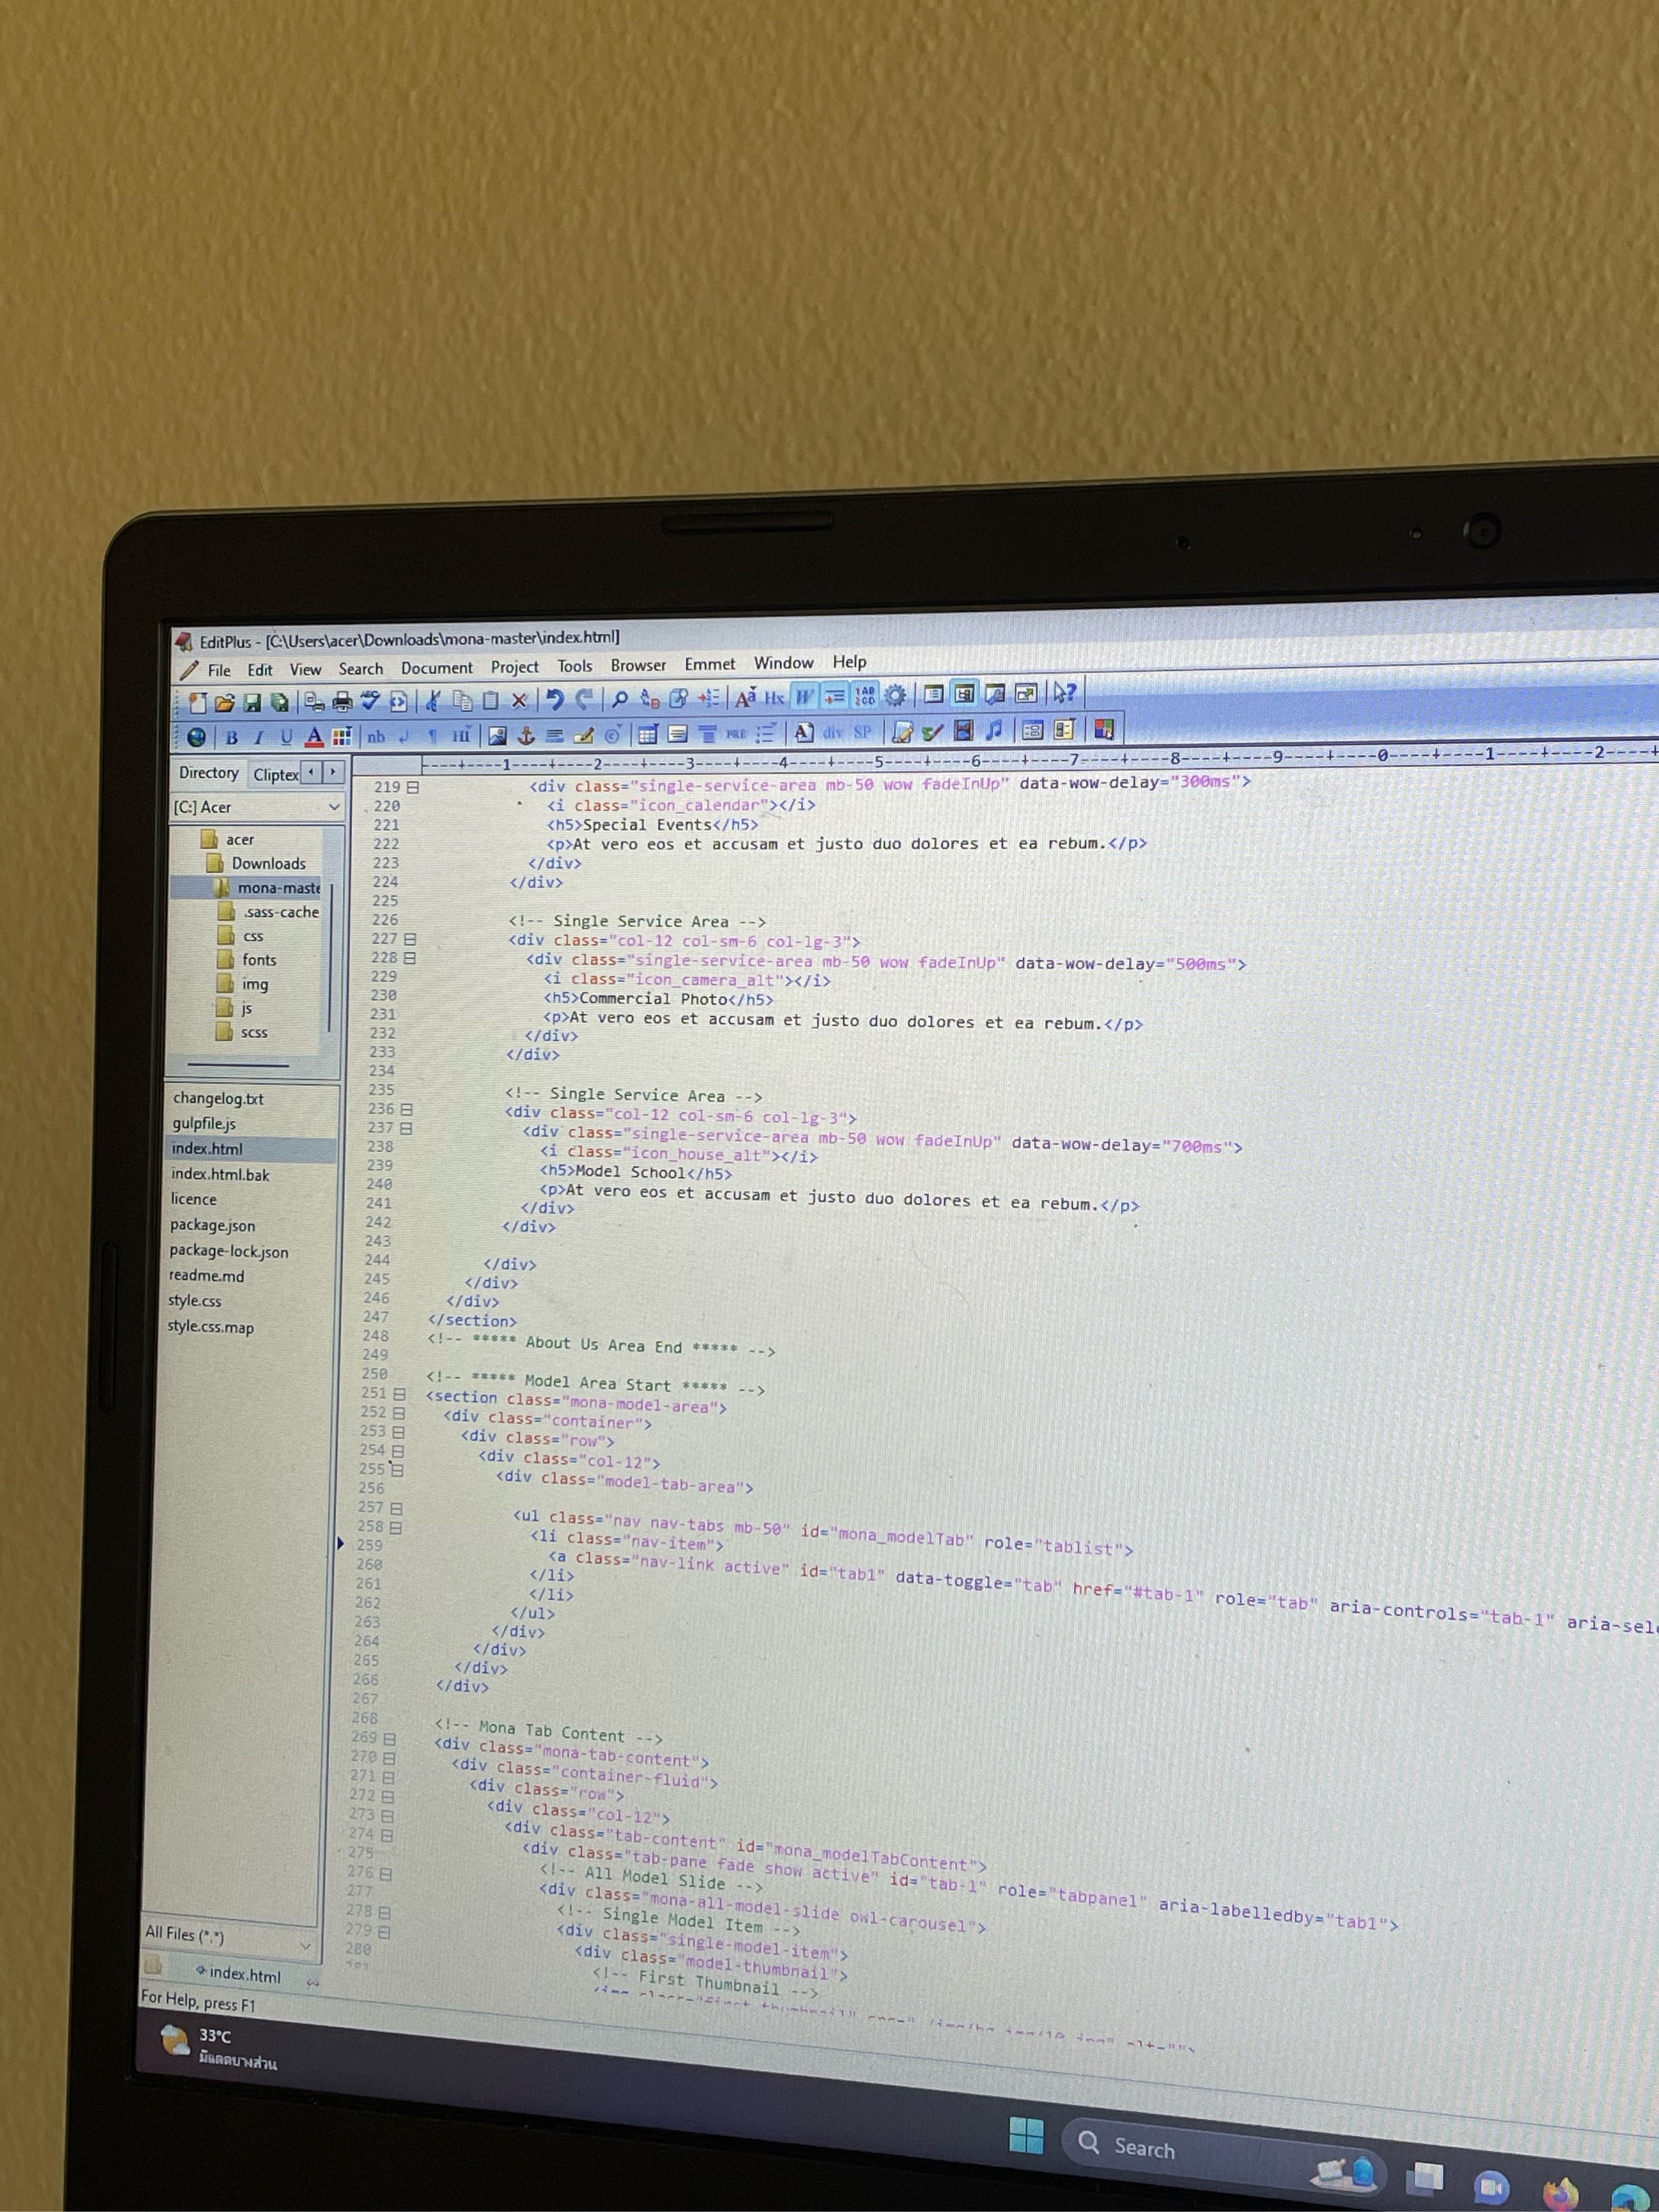 EditPlus - [C:\Users\acer\Downloads\mona-master\index.html]
File Edit View Search Document Project Tools Browser Emmet Window Help
B I U A nb HI PRE A div SP
Directory Cliptex
----+----1----+----2----+----3----+----4----+----5----+----6----+----7----+----8----+----9----+----0----+----1----+----2----+
[C:] Acer
acer
Downloads
mona-maste
.sass-cache
css
fonts
img
js
scss
changelog.txt
gulpfile.js
index.html
index.html.bak
licence
package.json
package-lock.json
readme.md
style.css
style.css.map
All Files (*.*)
219 <div class="single-service-area mb-50 wow fadeInUp" data-wow-delay="300ms">
220 <i class="icon_calendar"></i>
221 <h5>Special Events</h5>
222 <p>At vero eos et accusam et justo duo dolores et ea rebum.</p>
223 </div>
224 </div>
225
226 <!-- Single Service Area -->
227 <div class="col-12 col-sm-6 col-lg-3">
228 <div class="single-service-area mb-50 wow fadeInUp" data-wow-delay="500ms">
229 <i class="icon_camera_alt"></i>
230 <h5>Commercial Photo</h5>
231 <p>At vero eos et accusam et justo duo dolores et ea rebum.</p>
232 </div>
233 </div>
234
235 <!-- Single Service Area -->
236 <div class="col-12 col-sm-6 col-lg-3">
237 <div class="single-service-area mb-50 wow fadeInUp" data-wow-delay="700ms">
238 <i class="icon_house_alt"></i>
239 <h5>Model School</h5>
240 <p>At vero eos et accusam et justo duo dolores et ea rebum.</p>
241 </div>
242 </div>
243
244 </div>
245 </div>
246 </div>
247 </section>
248 <!-- ***** About Us Area End ***** -->
249
250 <!-- ***** Model Area Start ***** -->
251 <section class="mona-model-area">
252 <div class="container">
253 <div class="row">
254 <div class="col-12">
255 <div class="model-tab-area">
256
257 <ul class="nav nav-tabs mb-50" id="mona_modelTab" role="tablist">
258 <li class="nav-item">
259 <a class="nav-link active" id="tab1" data-toggle="tab" href="#tab-1" role="tab" aria-controls="tab-1" aria-sele
260 </li>
261 </li>
262 </ul>
263 </div>
264 </div>
265 </div>
266 </div>
267
268 <!-- Mona Tab Content -->
269 <div class="mona-tab-content">
270 <div class="container-fluid">
271 <div class="row">
272 <div class="col-12">
273 <div class="tab-content" id="mona_modelTabContent">
274 <div class="tab-pane fade show active" id="tab-1" role="tabpanel" aria-labelledby="tab1">
275 <!-- All Model Slide -->
276 <div class="mona-all-model-slide owl-carousel">
277 <!-- Single Model Item -->
278 <div class="single-model-item">
279 <div class="model-thumbnail">
280 <!-- First Thumbnail -->
index.html
For Help, press F1
33°C
มีแดดบางส่วน
Search